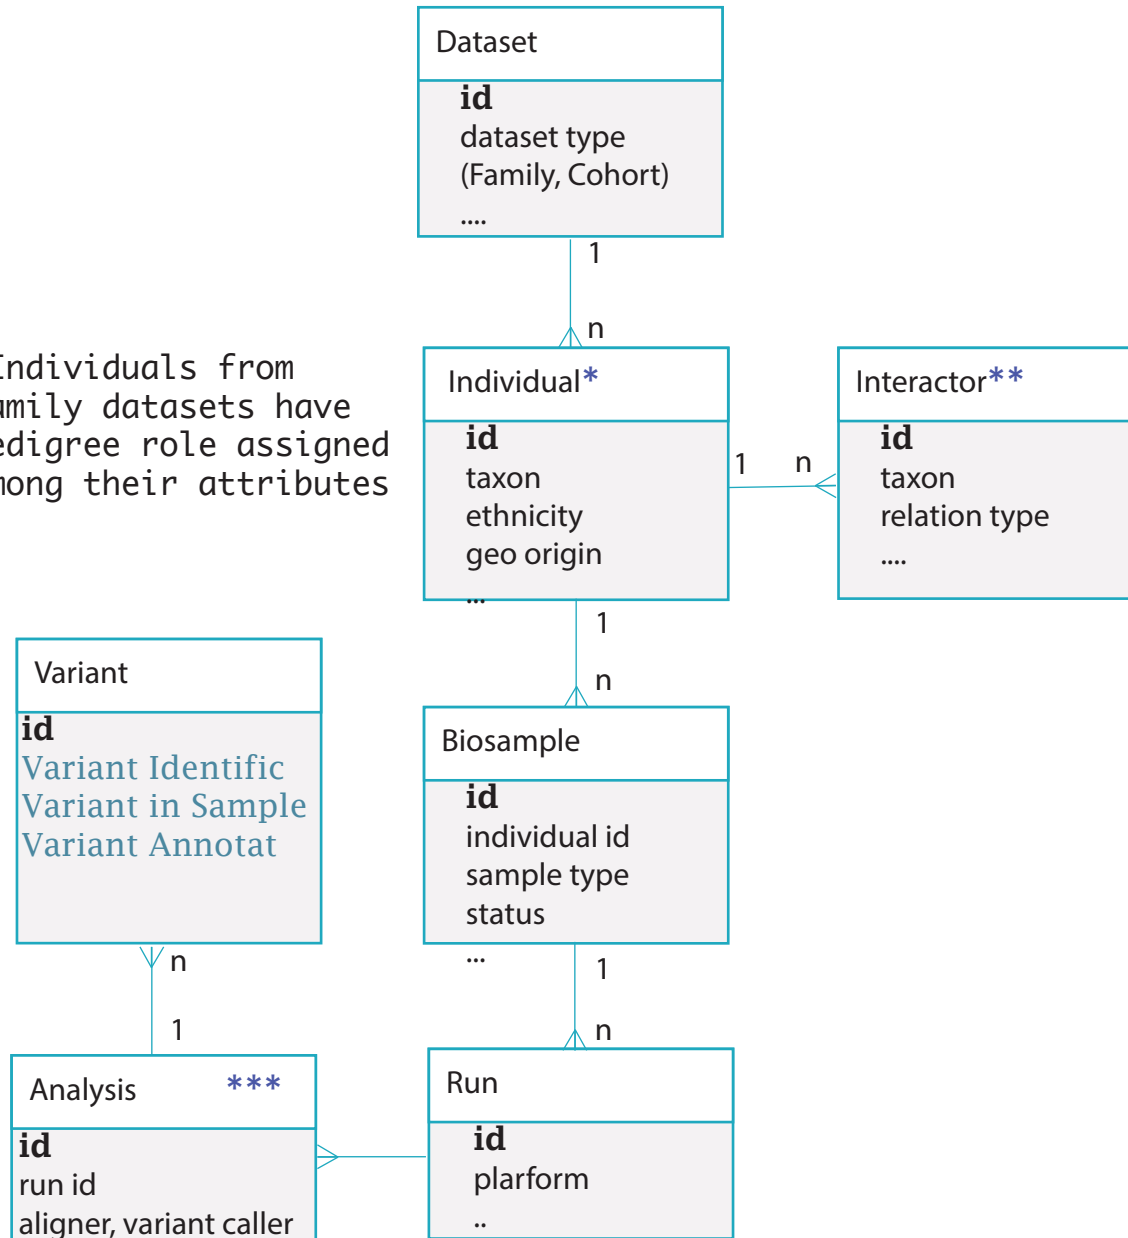 Dataset
id
dataset type
(Family, Cohort)
....
1
n
Individuals from
amily datasets have
edigree role assigned
mong their attributes
Individual*
id
taxon
ethnicity
geo origin
...
1 n
Interactor**
id
taxon
relation type
....
1
n
Variant
id
Variant Identific
Variant in Sample
Variant Annotat
n
1
Biosample
id
individual id
sample type
status
...
1
n
Analysis ***
id
run id
aligner, variant caller
Run
id
plarform
..